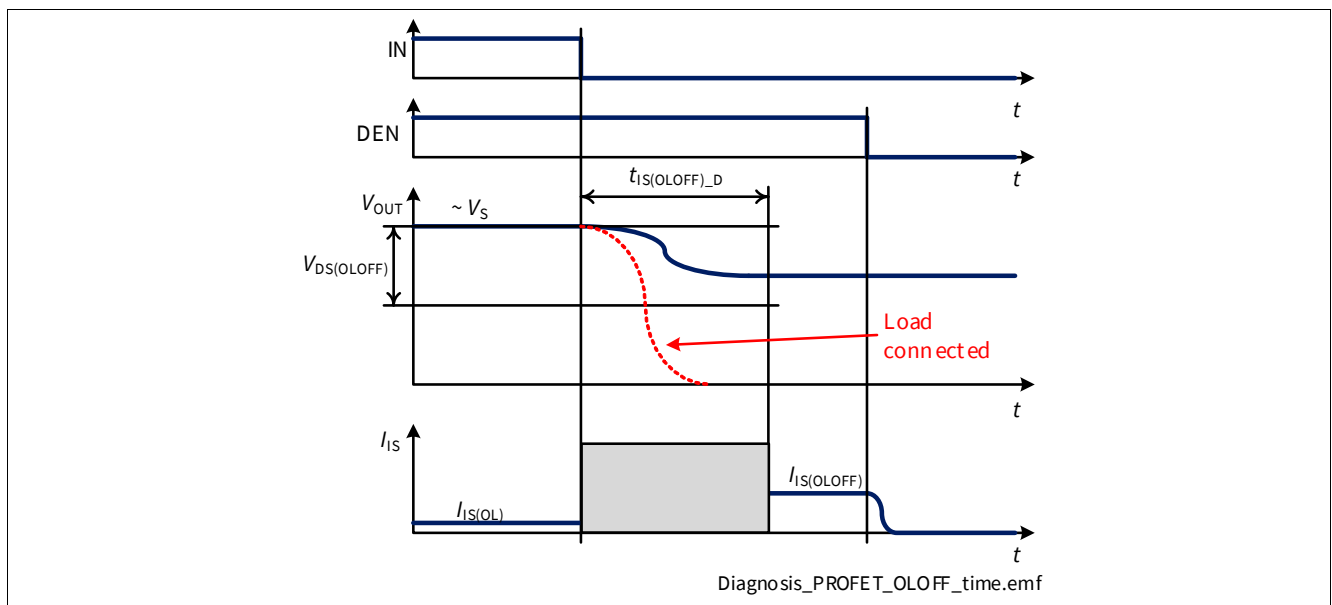 IN
t
DEN
t
tIS(OLOFF)_D
VOUT
~ VS
VDS(OLOFF)
Load
connected
t
IIS
IIS(OL)
IIS(OLOFF)
t
Diagnosis_PROFET_OLOFF_time.emf